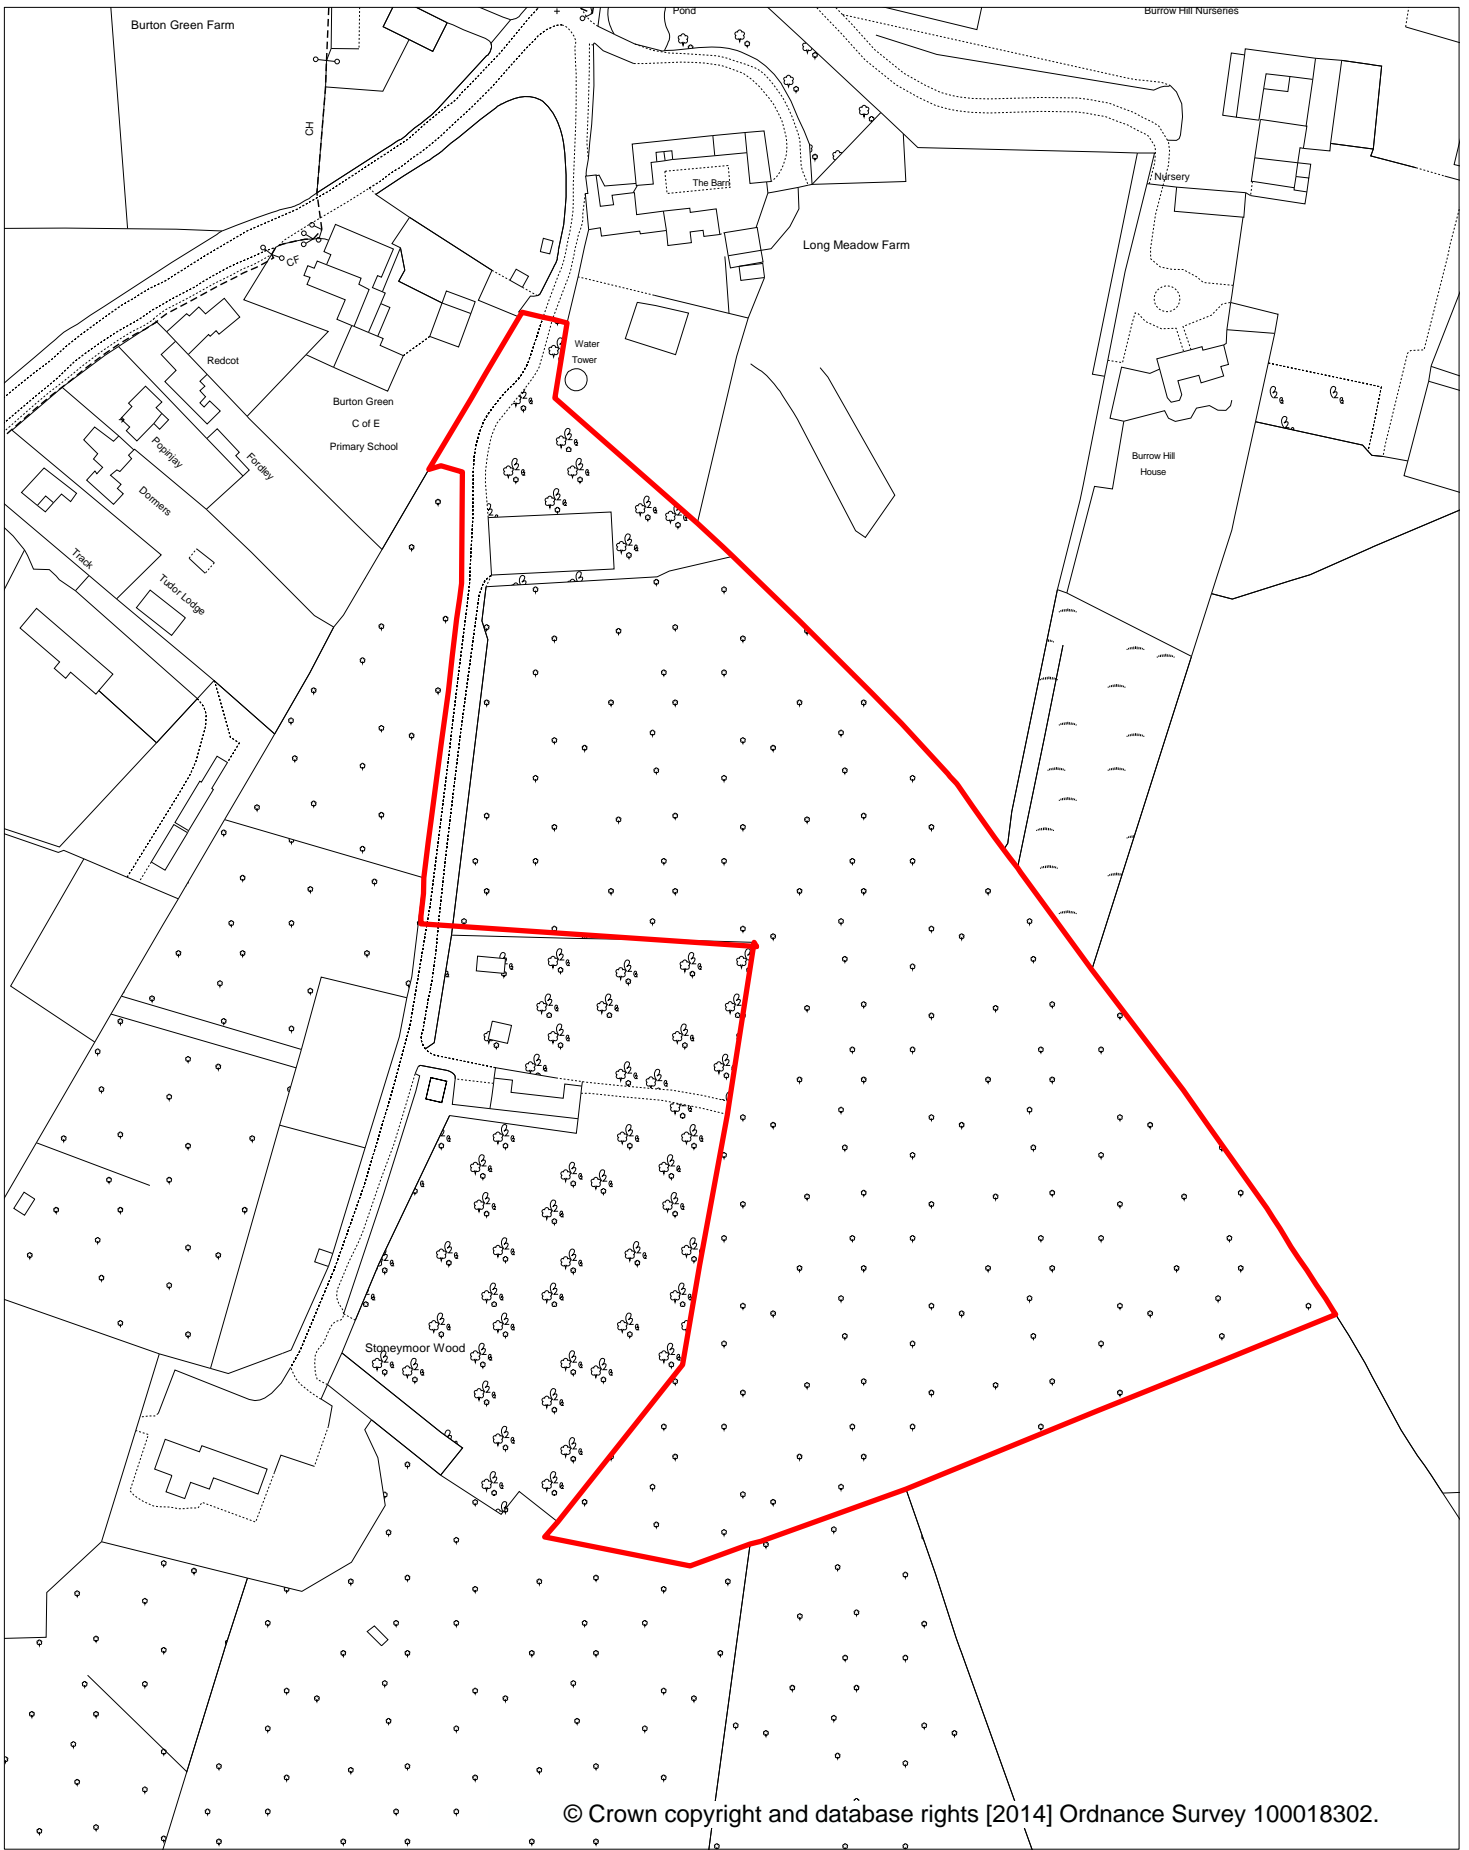 Burton Green Farm
Pond
Burrow Hill Nurseries
CH
The Barn
Nursery
Long Meadow Farm
CF
Water
Tower
Redcot
Burton Green
C of E
Primary School
Popinjay
Fordley
Dormers
Burrow Hill
House
Track
Tudor Lodge
Stoneymoor Wood
© Crown copyright and database rights [2014] Ordnance Survey 100018302.